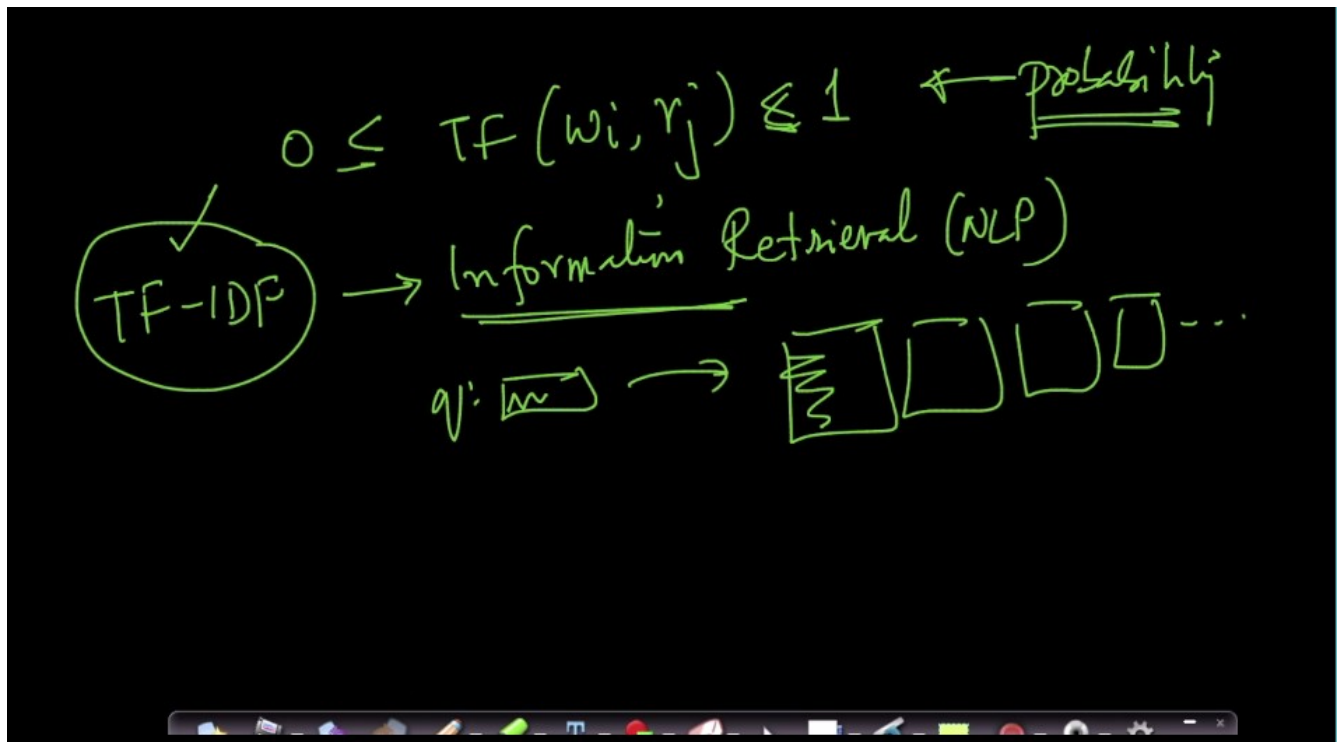 0 ≤ TF(wi, rj) ≤ 1 ← probability
TF-IDF → Information Retrieval (NLP)
q: → ...